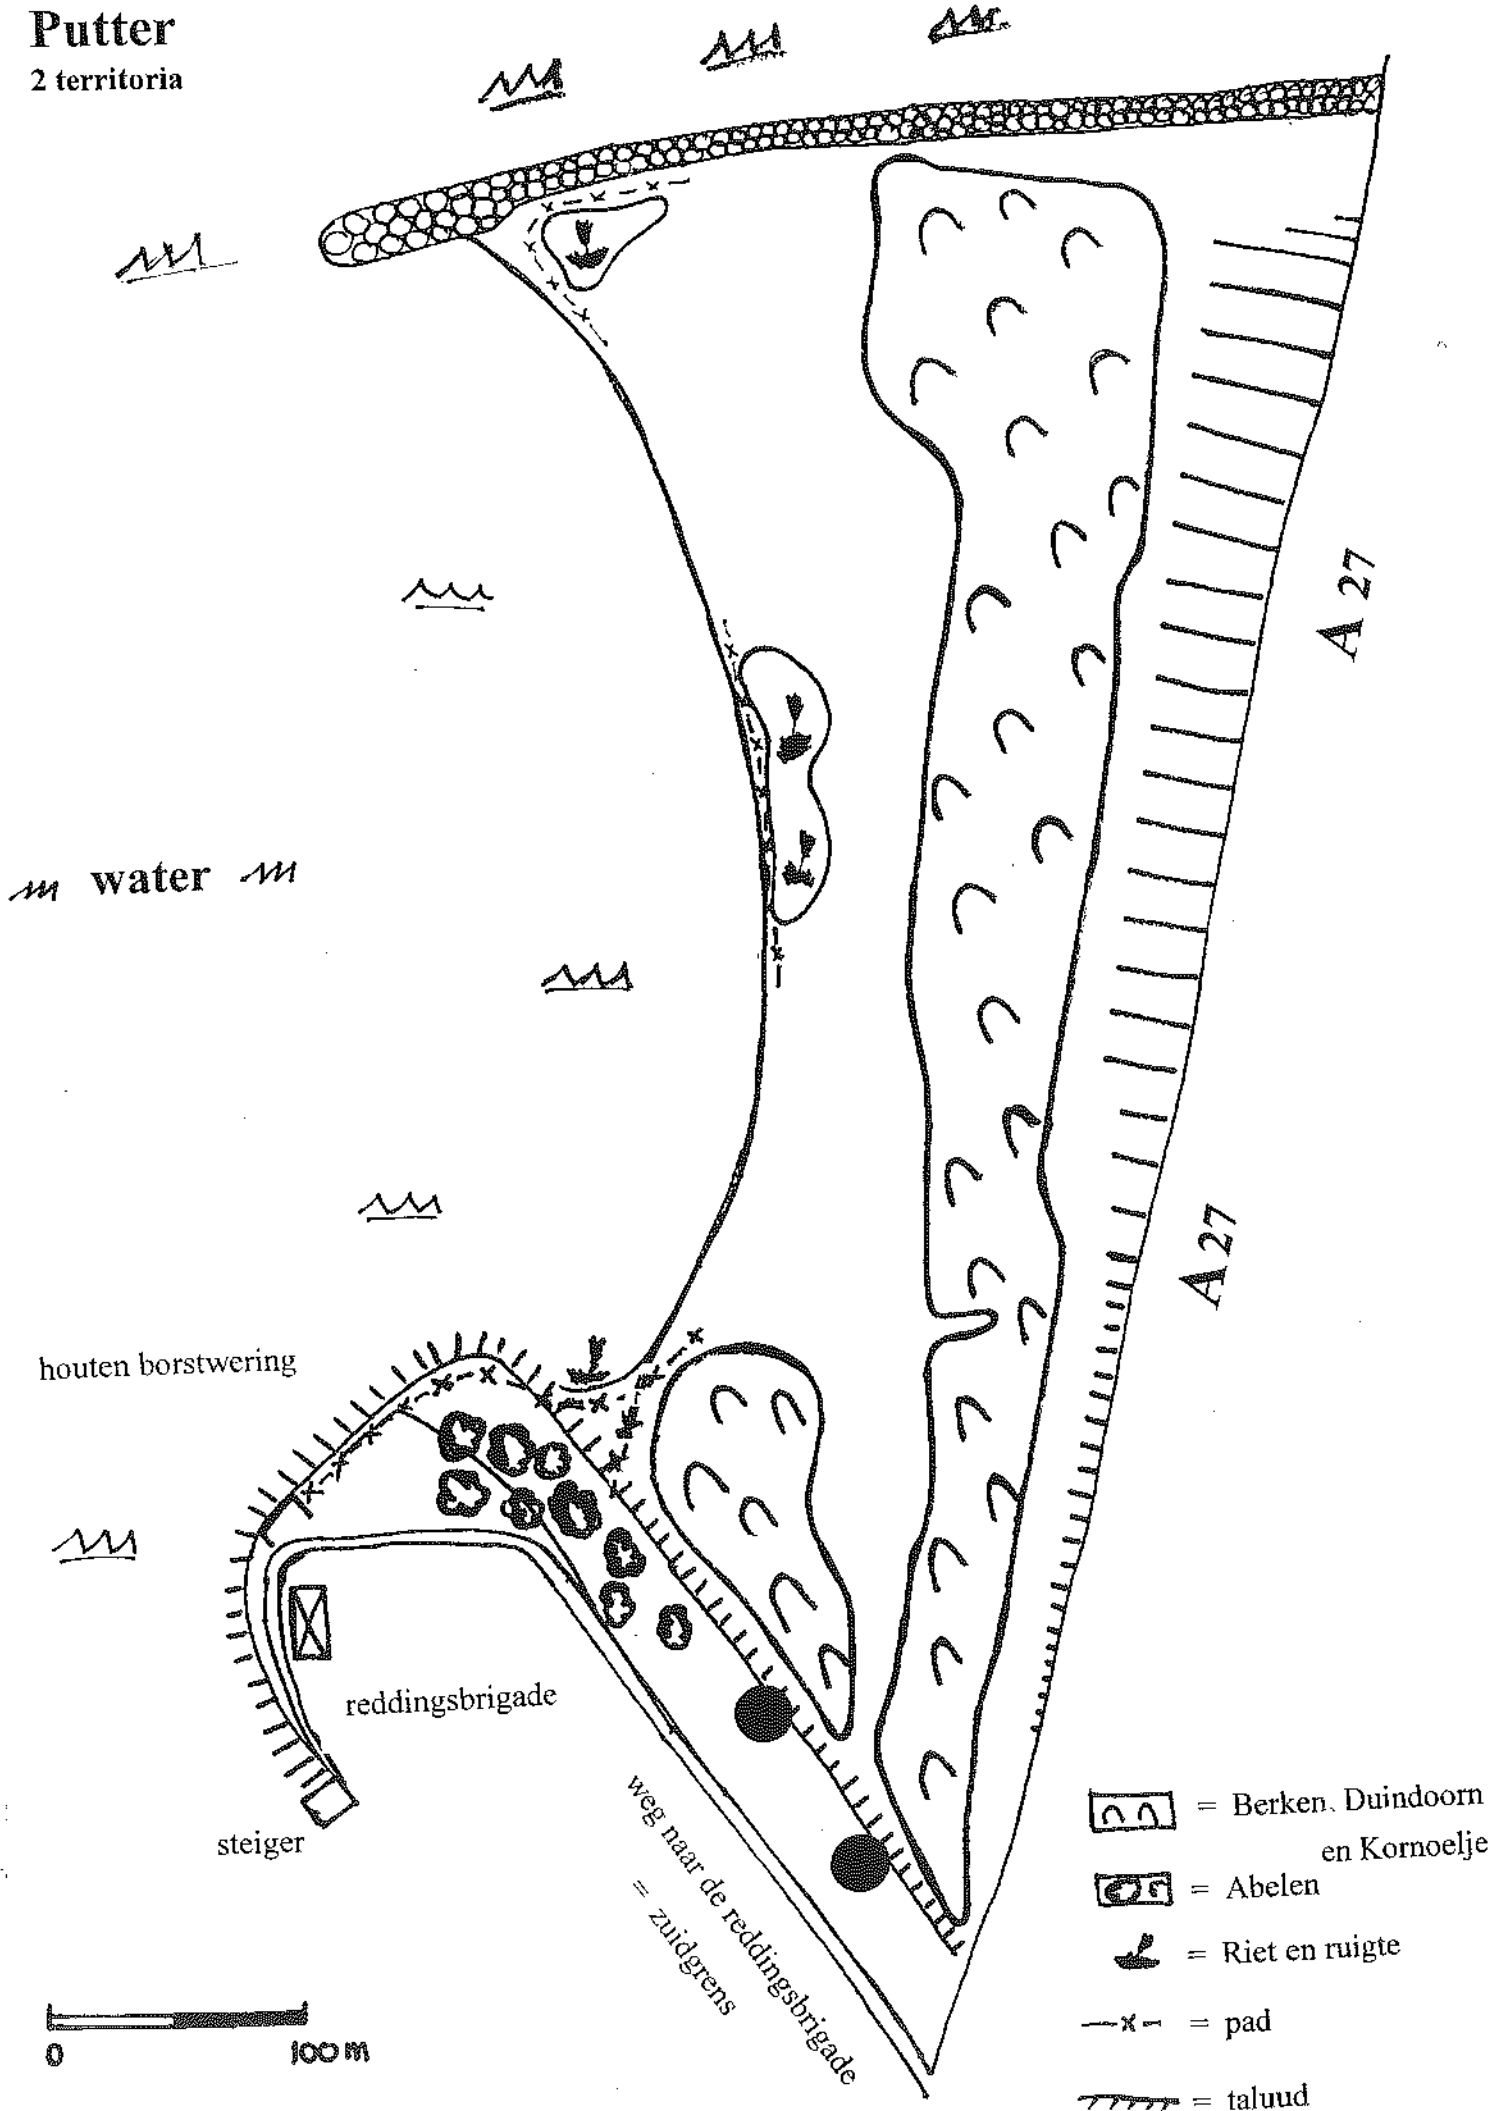 Putter
2 territoria
A 27
water
A 27
houten borstwering
reddingsbrigade
steiger
weg naar de reddingsbrigade
= zuidgrens
= Berken, Duindoorn
en Kornoelje
= Abelen
= Riet en ruigte
= pad
= taluud
0 100 m